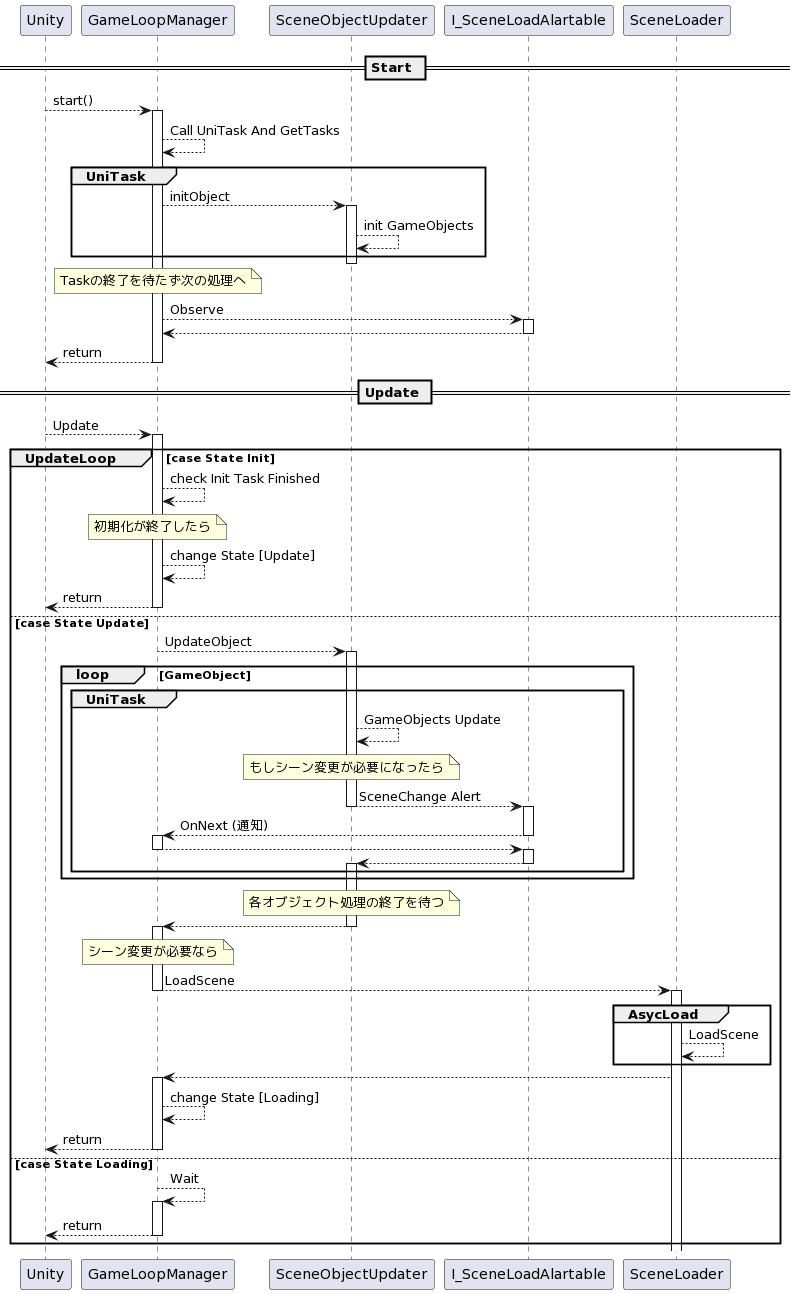 Unity GameLoopManager SceneObjectUpdater I_SceneLoadAlartable SceneLoader
Start
start()
Call UniTask And GetTasks
UniTask
initObject
init GameObjects
Taskの終了を待たず次の処理へ
Observe
return
Update
Update
UpdateLoop [case State Init]
check Init Task Finished
初期化が終了したら
change State [Update]
return
[case State Update]
UpdateObject
loop [GameObject]
UniTask
GameObjects Update
もしシーン変更が必要になったら
SceneChange Alert
OnNext (通知)
各オブジェクト処理の終了を待つ
シーン変更が必要なら
LoadScene
AsycLoad
LoadScene
change State [Loading]
return
[case State Loading]
Wait
return
Unity GameLoopManager SceneObjectUpdater I_SceneLoadAlartable SceneLoader